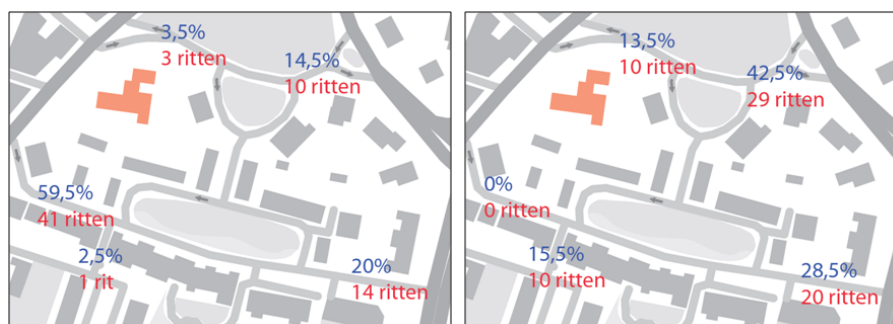 3,5%
3 ritten
14,5%
10 ritten
59,5%
41 ritten
2,5%
1 rit
20%
14 ritten
13,5%
10 ritten
42,5%
29 ritten
0%
0 ritten
15,5%
10 ritten
28,5%
20 ritten